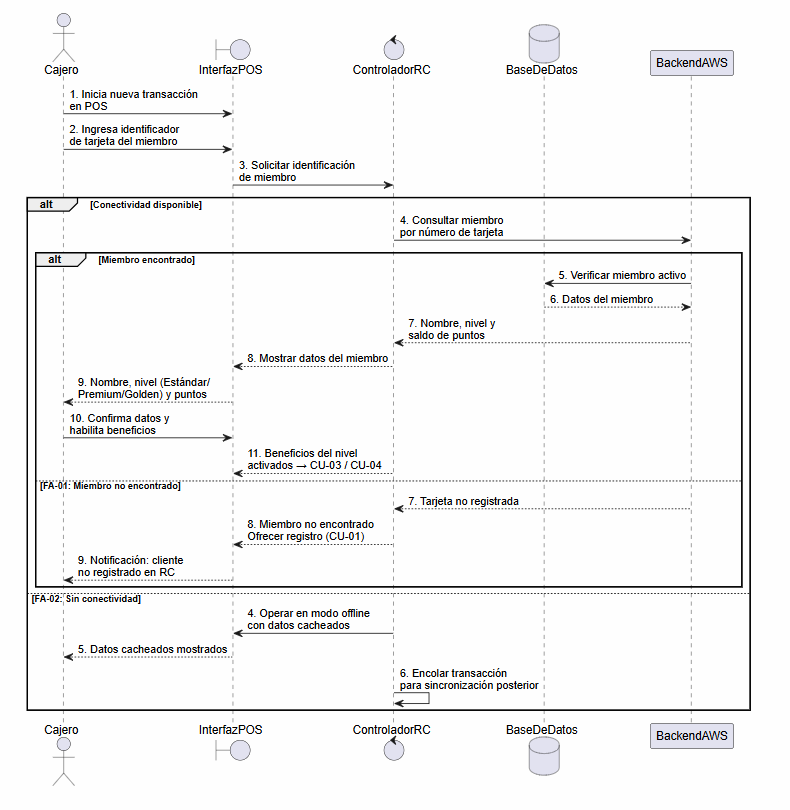 Cajero
InterfazPOS
ControladorRC
BaseDeDatos
BackendAWS
1. Inicia nueva transacción
en POS
2. Ingresa identificador
de tarjeta del miembro
3. Solicitar identificación
de miembro
alt
[Conectividad disponible]
4. Consultar miembro
por número de tarjeta
alt
[Miembro encontrado]
5. Verificar miembro activo
6. Datos del miembro
7. Nombre, nivel y
saldo de puntos
8. Mostrar datos del miembro
9. Nombre, nivel (Estándar/
Premium/Golden) y puntos
10. Confirma datos y
habilita beneficios
11. Beneficios del nivel
activados → CU-03 / CU-04
[FA-01: Miembro no encontrado]
7. Tarjeta no registrada
8. Miembro no encontrado
Ofrecer registro (CU-01)
9. Notificación: cliente
no registrado en RC
[FA-02: Sin conectividad]
4. Operar en modo offline
con datos cacheados
5. Datos cacheados mostrados
6. Encolar transacción
para sincronización posterior
Cajero
InterfazPOS
ControladorRC
BaseDeDatos
BackendAWS